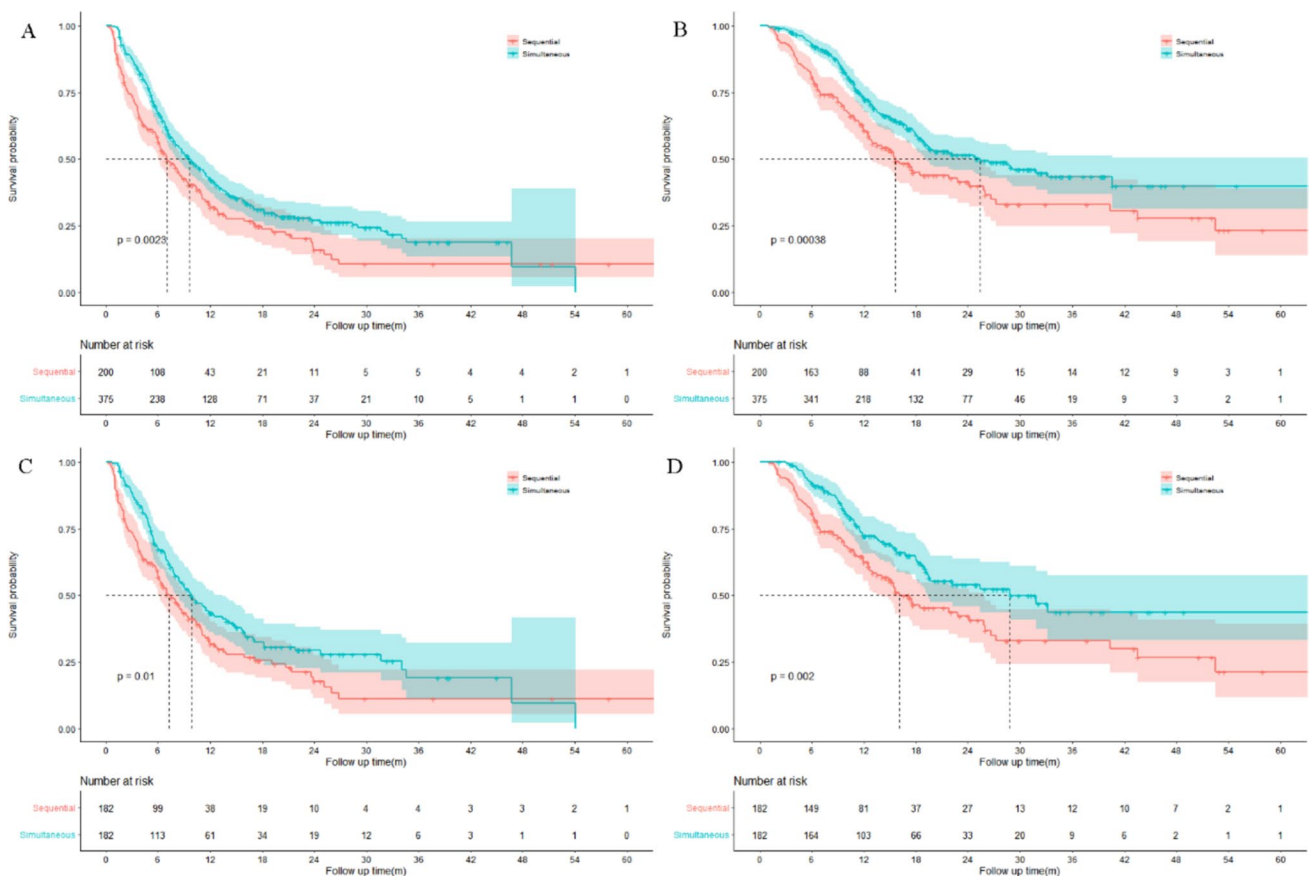 A
Survival probability
1.00
0.75
0.50
0.25
0.00
Sequential
Simultaneous
p = 0.0023
0 6 12 18 24 30 36 42 48 54 60
Follow up time(m)
Number at risk
Sequential 200 108 43 21 11 5 5 4 4 2 1
Simultaneous 375 238 128 71 37 21 10 5 1 1 0
0 6 12 18 24 30 36 42 48 54 60
Follow up time(m)
B
Survival probability
1.00
0.75
0.50
0.25
0.00
Sequential
Simultaneous
p = 0.00038
0 6 12 18 24 30 36 42 48 54 60
Follow up time(m)
Number at risk
Sequential 200 163 88 41 29 15 14 12 9 3 1
Simultaneous 375 341 218 132 77 46 19 9 3 2 1
0 6 12 18 24 30 36 42 48 54 60
Follow up time(m)
C
Survival probability
1.00
0.75
0.50
0.25
0.00
Sequential
Simultaneous
p = 0.01
0 6 12 18 24 30 36 42 48 54 60
Follow up time(m)
Number at risk
Sequential 182 99 38 19 10 4 4 3 3 2 1
Simultaneous 182 113 61 34 19 12 6 3 1 1 0
0 6 12 18 24 30 36 42 48 54 60
Follow up time(m)
D
Survival probability
1.00
0.75
0.50
0.25
0.00
Sequential
Simultaneous
p = 0.002
0 6 12 18 24 30 36 42 48 54 60
Follow up time(m)
Number at risk
Sequential 182 149 81 37 27 13 12 10 7 2 1
Simultaneous 182 164 103 66 33 20 9 6 2 1 1
0 6 12 18 24 30 36 42 48 54 60
Follow up time(m)